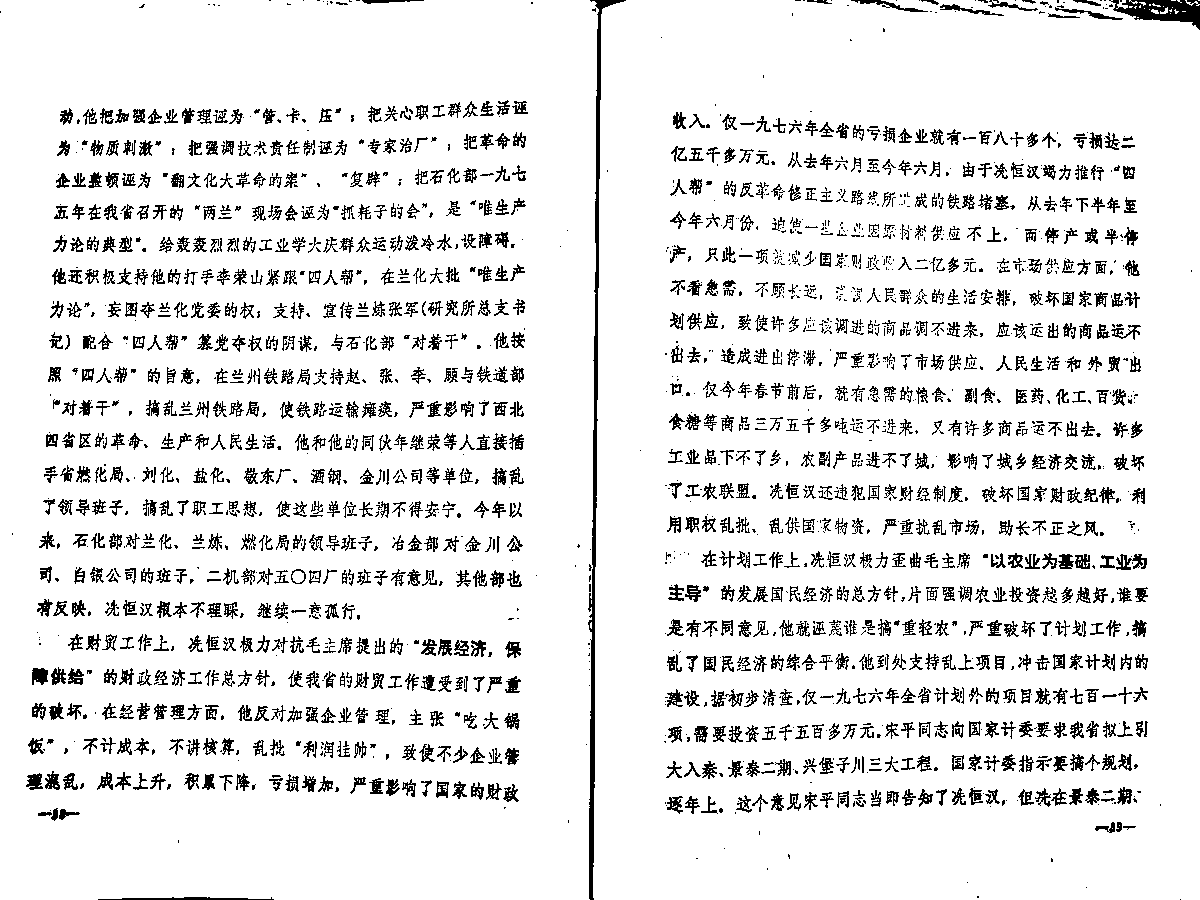 动,他把加强企业管理诬为“管、卡、压”；把关心职工群众生活诬
为“物质刺激”；把强调技术责任制诬为“专家治厂”；把革命的
企业整顿诬为“翻文化大革命的案”、“复辟”；把石化部一九七
五年在我省召开的“两兰”现场会诬为“抓耗子的会”，是“唯生产
力论的典型”。给轰轰烈烈的工业学大庆群众运动泼冷水,设障碍。
他还积极支持他的打手李荣山紧跟“四人帮”，在兰化大批“唯生产
力论”，妄图夺兰化党委的权；支持、宣传兰炼张军(研究所总支书
记）配合“四人帮”篡党夺权的阴谋，与石化部“对着干”。他按
照“四人帮”的旨意，在兰州铁路局支持赵、张、李、顾与铁道部
“对着干”，搞乱兰州铁路局，使铁路运输瘫痪，严重影响了西北
四省区的革命、生产和人民生活。他和他的同伙年继荣等人直接插
手省燃化局、刘化、盐化、敬东厂、酒钢、金川公司等单位，搞乱
了领导班子，搞乱了职工思想，使这些单位长期不得安宁。今年以
来，石化部对兰化、兰炼、燃化局的领导班子，冶金部对金川公
司、白银公司的班子，二机部对五〇四厂的班子有意见，其他部也
有反映，冼恒汉根本不理睬，继续一意孤行。
在财贸工作上，冼恒汉极力对抗毛主席提出的“发展经济，保
障供给”的财政经济工作总方针，使我省的财贸工作遭受到了严重
的破坏。在经营管理方面，他反对加强企业管理，主张“吃大锅
饭”，不计成本，不讲核算，乱批“利润挂帅”，致使不少企业管
理混乱，成本上升，积累下降，亏损增加，严重影响了国家的财政
收入。仅一九七六年全省的亏损企业就有一百八十多个，亏损达二
亿五千多万元。从去年六月至今年六月，由于冼恒汉竭力推行“四
人帮”的反革命修正主义路线所造成的铁路堵塞，从去年下半年至
今年六月份，迫使一些企业因原材料供应不上，而停产或半停
产，只此一项就减少国家财政收入二亿多元。在市场供应方面，他
不看急需，不顾长远，人民群众的生活安排，破坏国家商品计
划供应，致使许多应该调进的商品调不进来，应该运出的商品运不
出去，造成进出停滞，严重影响了市场供应、人民生活和外贸出
口。仅今年春节前后，就有急需的粮食、副食、医药、化工、百货、
食糖等商品三万五千多吨运不进来，又有许多商品运不出去。许多
工业品下不了乡，农副产品进不了城，影响了城乡经济交流，破坏
了工农联盟。冼恒汉还违犯国家财经制度，破坏国家财政纪律，利
用职权乱批、乱供国家物资，严重扰乱市场，助长不正之风。
在计划工作上,冼恒汉极力歪曲毛主席“以农业为基础、工业为
主导”的发展国民经济的总方针,片面强调农业投资越多越好,谁要
是有不同意见,他就诬蔑谁是搞“重轻农”,严重破坏了计划工作,搞
乱了国民经济的综合平衡。他到处支持乱上项目,冲击国家计划内的
建设,据初步清查,仅一九七六年全省计划外的项目就有七百一十六
项,需要投资五千五百多万元。宋平同志向国家计委要求我省拟上引
大入秦、景泰二期、兴堡子川三大工程。国家计委指示要搞个规划,
逐年上。这个意见宋平同志当即告知了冼恒汉，但冼在景泰二期、
—19—